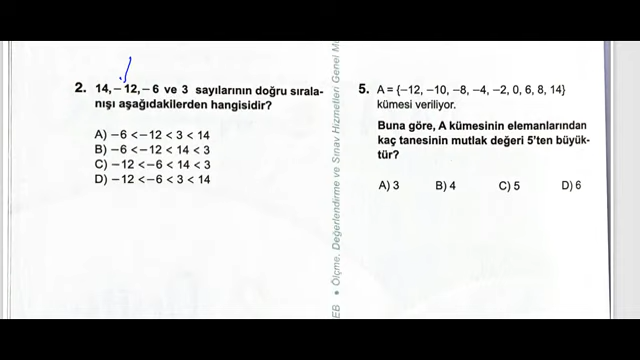 2. 14, – 12, – 6 ve 3 sayılarının doğru sırala-
nışı aşağıdakilerden hangisidir?
A) –6 <–12 < 3 < 14
B) –6 <–12 < 14 < 3
C) –12 <–6 < 14 < 3
D) –12 <–6 < 3 < 14
EB • Ölçme, Değerlendirme ve Sınav Hizmetleri Genel
5. A = {–12, –10, –8, –4, –2, 0, 6, 8, 14}
kümesi veriliyor.
Buna göre, A kümesinin elemanlarından
kaç tanesinin mutlak değeri 5'ten büyük-
tür?
A) 3 B) 4 C) 5 D) 6